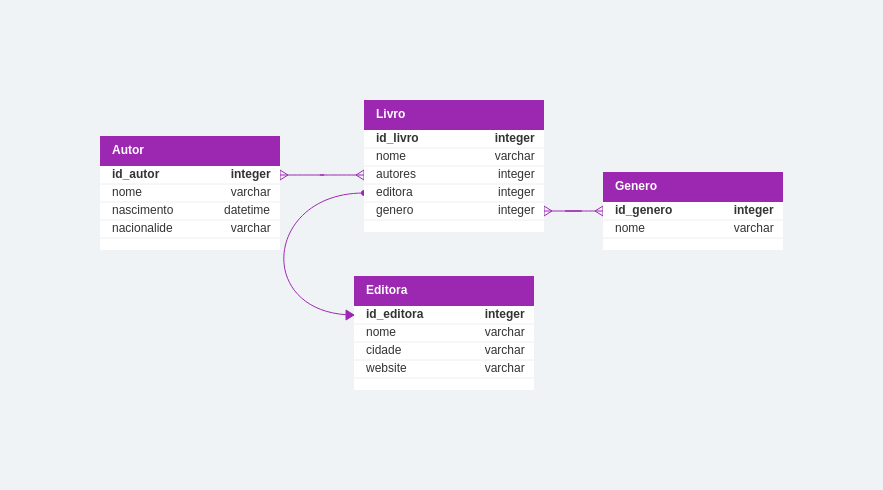 Autor
id_autor integer
nome varchar
nascimento datetime
nacionalide varchar
Livro
id_livro integer
nome varchar
autores integer
editora integer
genero integer
Genero
id_genero integer
nome varchar
Editora
id_editora integer
nome varchar
cidade varchar
website varchar